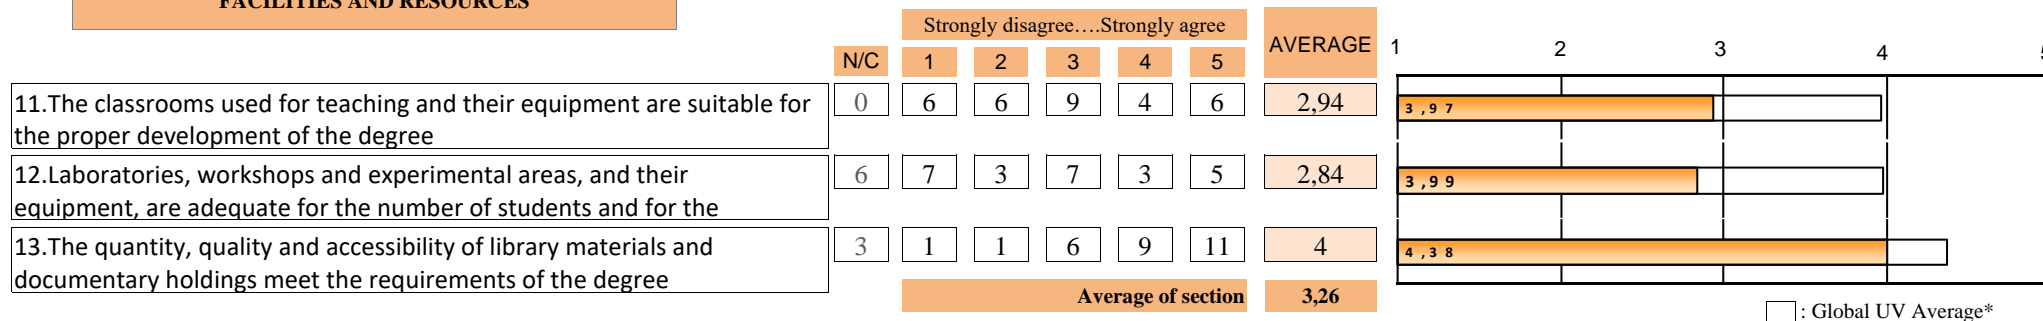 FACILITIES AND RESOURCES
Strongly disagree….Strongly agree
AVERAGE
N/C 1 2 3 4 5
1 2 3 4 5
11.The classrooms used for teaching and their equipment are suitable for
the proper development of the degree
0 6 6 9 4 6 2,94
3,97
12.Laboratories, workshops and experimental areas, and their
equipment, are adequate for the number of students and for the
6 7 3 7 3 5 2,84
3,99
13.The quantity, quality and accessibility of library materials and
documentary holdings meet the requirements of the degree
3 1 1 6 9 11 4
4,38
Average of section 3,26
: Global UV Average*